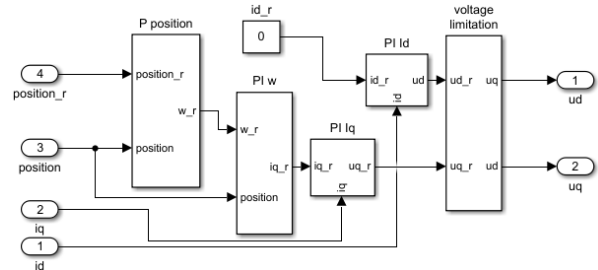 P position
id_r
PI Id
voltage
limitation
4
position_r
position_r
w_r
position
0
id_r
ud
id
ud_r
uq
uq_r
ud
1
ud
3
position
PI w
w_r
iq_r
position
PI Iq
iq_r
uq_r
iq
2
uq
2
iq
1
id